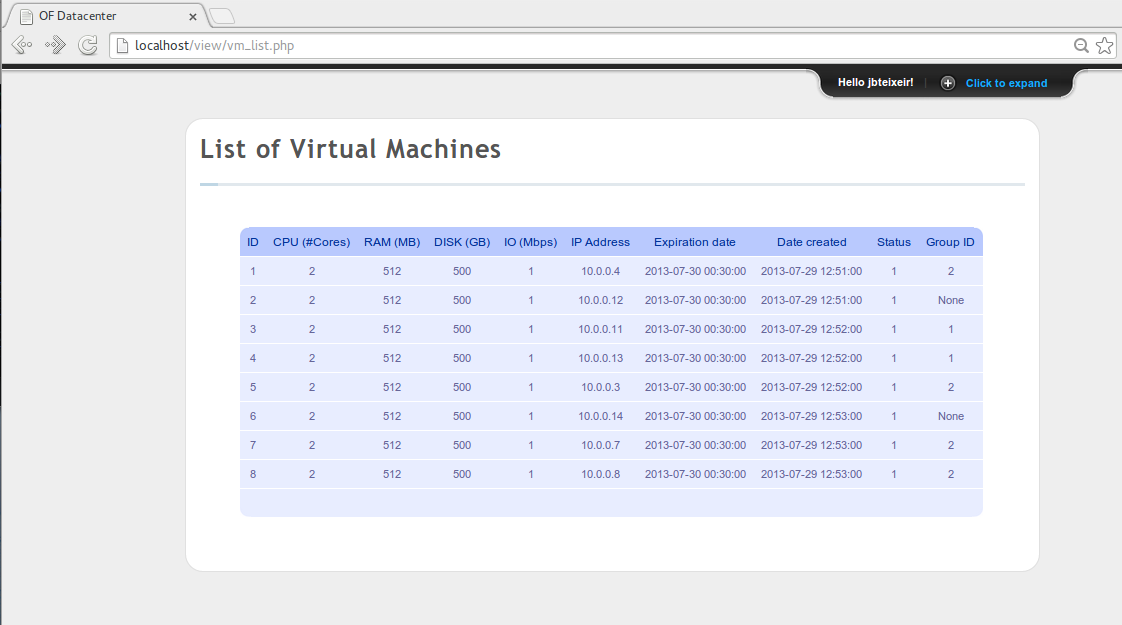 OF Datacenter
localhost/view/vm_list.php
Hello jbteixeir! Click to expand
List of Virtual Machines
ID CPU (#Cores) RAM (MB) DISK (GB) IO (Mbps) IP Address Expiration date Date created Status Group ID
1 2 512 500 1 10.0.0.4 2013-07-30 00:30:00 2013-07-29 12:51:00 1 2
2 2 512 500 1 10.0.0.12 2013-07-30 00:30:00 2013-07-29 12:51:00 1 None
3 2 512 500 1 10.0.0.11 2013-07-30 00:30:00 2013-07-29 12:52:00 1 1
4 2 512 500 1 10.0.0.13 2013-07-30 00:30:00 2013-07-29 12:52:00 1 1
5 2 512 500 1 10.0.0.3 2013-07-30 00:30:00 2013-07-29 12:52:00 1 2
6 2 512 500 1 10.0.0.14 2013-07-30 00:30:00 2013-07-29 12:53:00 1 None
7 2 512 500 1 10.0.0.7 2013-07-30 00:30:00 2013-07-29 12:53:00 1 2
8 2 512 500 1 10.0.0.8 2013-07-30 00:30:00 2013-07-29 12:53:00 1 2